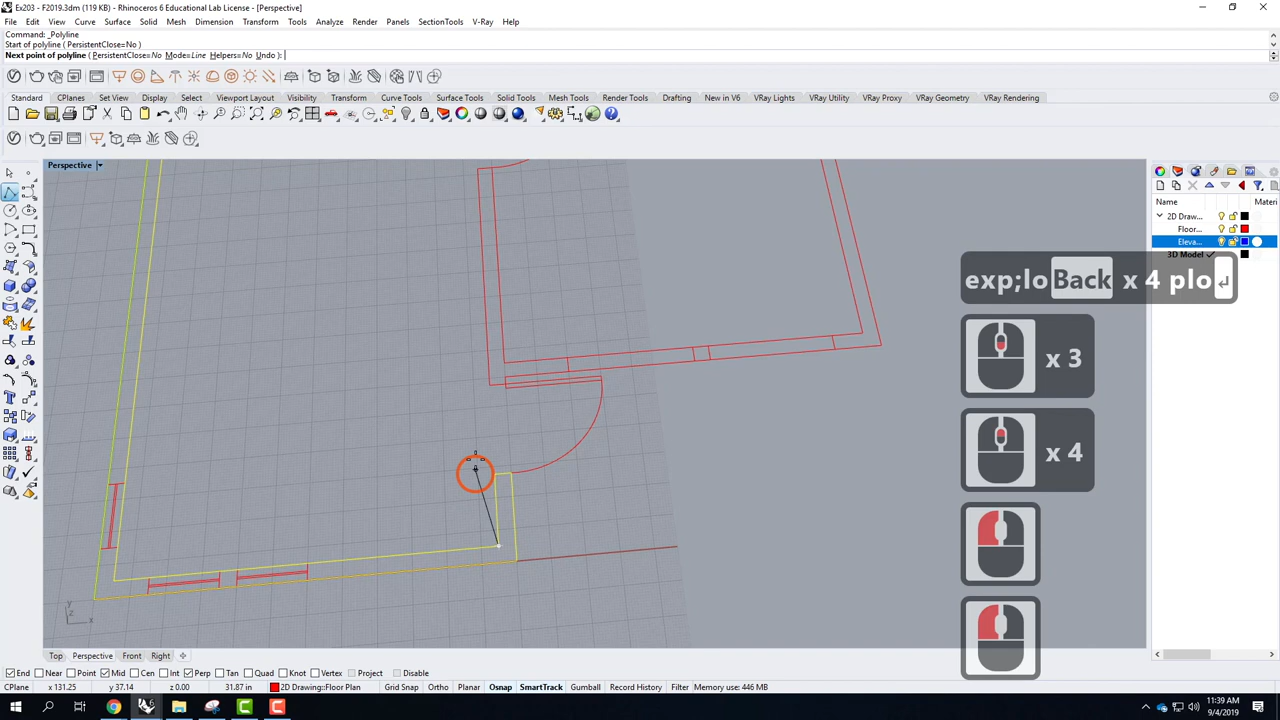 Ex203 - F2019.3dm (119 KB) - Rhinoceros 6 Educational Lab License - [Perspective]
File Edit View Curve Surface Solid Mesh Dimension Transform Tools Analyze Render Panels SectionTools V-Ray Help
Command: _Polyline
Start of polyline ( PersistentClose=No )
Next point of polyline ( PersistentClose=No Mode=Line Helpers=No Undo ):
Standard CPlanes Set View Display Select Viewport Layout Visibility Transform Curve Tools Surface Tools Solid Tools Mesh Tools Render Tools Drafting New in V6 VRay Lights VRay Utilities VRay Proxy VRay Geometry VRay Rendering
Perspective
Name Materi
2D Draw...
Floor...
Eleva...
3D Model
exp;lo Back x 4 plo
x 3
x 4
z y x
Top Perspective Front Right
End Near Point Mid Cen Int Perp Tan Quad Knot Vertex Project Disable
CPlane x 131.25 y 37.14 z 0.00 31.87 in 2D Drawing::Floor Plan Grid Snap Ortho Planar Osnap SmartTrack Gumball Record History Filter Memory use: 446 MB
11:39 AM
9/4/2019